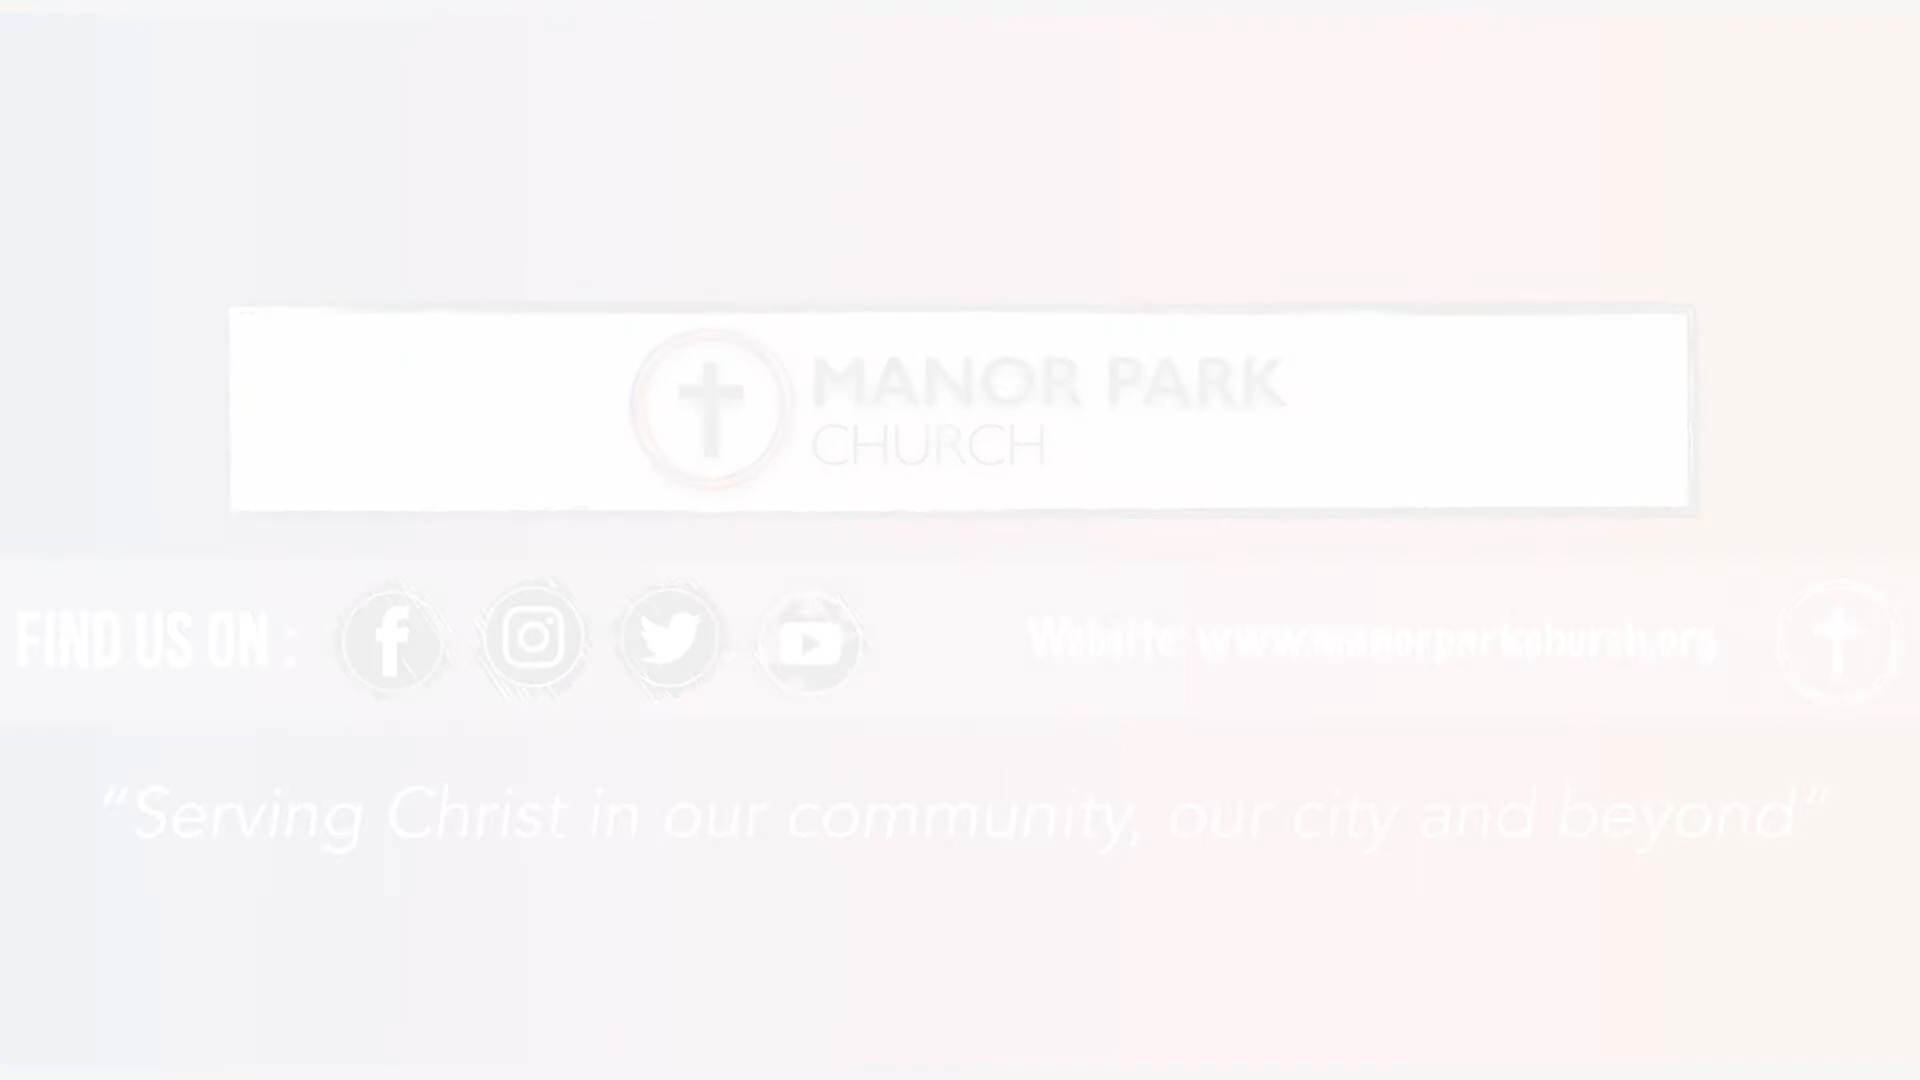 MANOR PARK
CHURCH
FIND US ON :
Website: www.manorparkchurch.org
“Serving Christ in our community, our city and beyond”